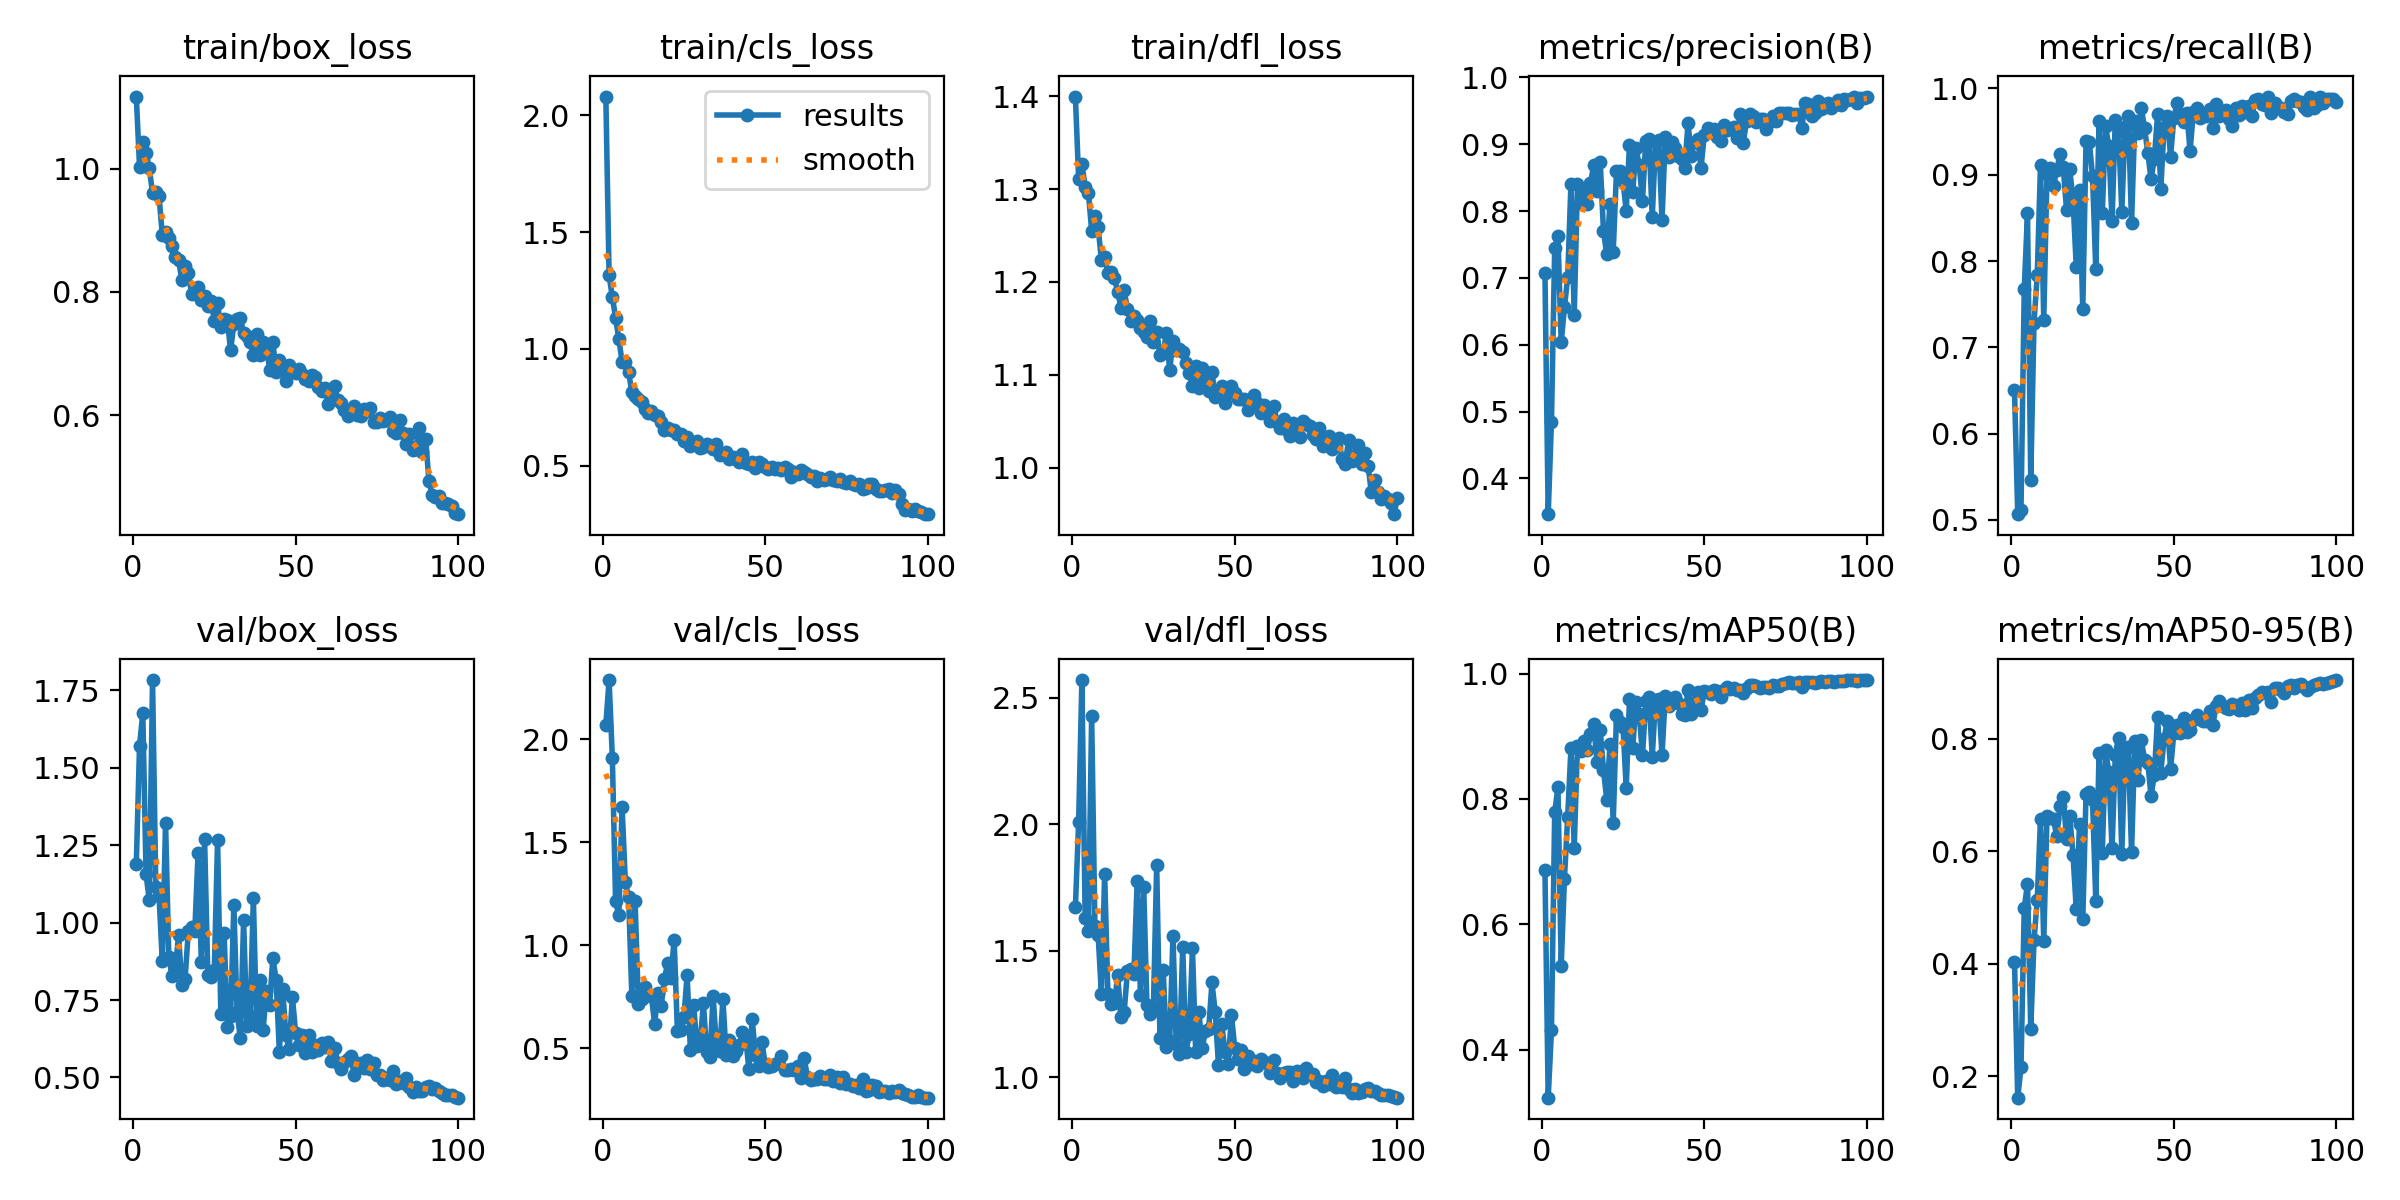 train/box_loss
1.0
0.8
0.6
0 50 100
train/cls_loss
results
smooth
2.0
1.5
1.0
0.5
0 50 100
train/dfl_loss
1.4
1.3
1.2
1.1
1.0
0 50 100
metrics/precision(B)
1.0
0.9
0.8
0.7
0.6
0.5
0.4
0 50 100
metrics/recall(B)
1.0
0.9
0.8
0.7
0.6
0.5
0 50 100
val/box_loss
1.75
1.50
1.25
1.00
0.75
0.50
0 50 100
val/cls_loss
2.0
1.5
1.0
0.5
0 50 100
val/dfl_loss
2.5
2.0
1.5
1.0
0 50 100
metrics/mAP50(B)
1.0
0.8
0.6
0.4
0 50 100
metrics/mAP50-95(B)
0.8
0.6
0.4
0.2
0 50 100